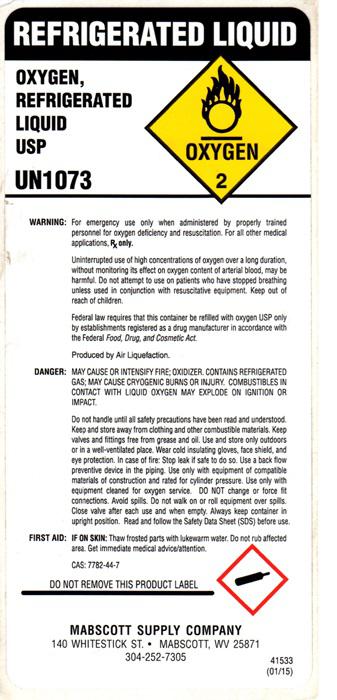 REFRIGERATED LIQUID
OXYGEN,
REFRIGERATED
LIQUID
USP
UN1073
OXYGEN
2
WARNING: For emergency use only when administered by properly trained
personnel for oxygen deficiency and resuscitation. For all other medical
applications, Rx only.
Uninterrupted use of high concentrations of oxygen over a long duration,
without monitoring its effect on oxygen content of arterial blood, may be
harmful. Do not attempt to use on patients who have stopped breathing
unless used in conjunction with resuscitative equipment. Keep out of
reach of children.
Federal law requires that this container be refilled with oxygen USP only
by establishments registered as a drug manufacturer in accordance with
the Federal Food, Drug, and Cosmetic Act.
Produced by Air Liquefaction.
DANGER: MAY CAUSE OR INTENSIFY FIRE; OXIDIZER. CONTAINS REFRIGERATED
GAS; MAY CAUSE CRYOGENIC BURNS OR INJURY. COMBUSTIBLES IN
CONTACT WITH LIQUID OXYGEN MAY EXPLODE ON IGNITION OR
IMPACT.
Do not handle until all safety precautions have been read and understood.
Keep and store away from clothing and other combustible materials. Keep
valves and fittings free from grease and oil. Use and store only outdoors
or in a well-ventilated place. Wear cold insulating gloves, face shield, and
eye protection. In case of fire: Stop leak if safe to do so. Use a back flow
preventive device in the piping. Use only with equipment of compatible
materials of construction and rated for cylinder pressure. Use only with
equipment cleaned for oxygen service. DO NOT change or force fit
connections. Avoid spills. Do not walk on or roll equipment over spills.
Close valve after each use and when empty. Always keep container in
upright position. Read and follow the Safety Data Sheet (SDS) before use.
FIRST AID: IF ON SKIN: Thaw frosted parts with lukewarm water. Do not rub affected
area. Get immediate medical advice/attention.
CAS: 7782-44-7
DO NOT REMOVE THIS PRODUCT LABEL
MABSCOTT SUPPLY COMPANY
140 WHITESTICK ST. • MABSCOTT, WV 25871
304-252-7305
41533
(01/15)